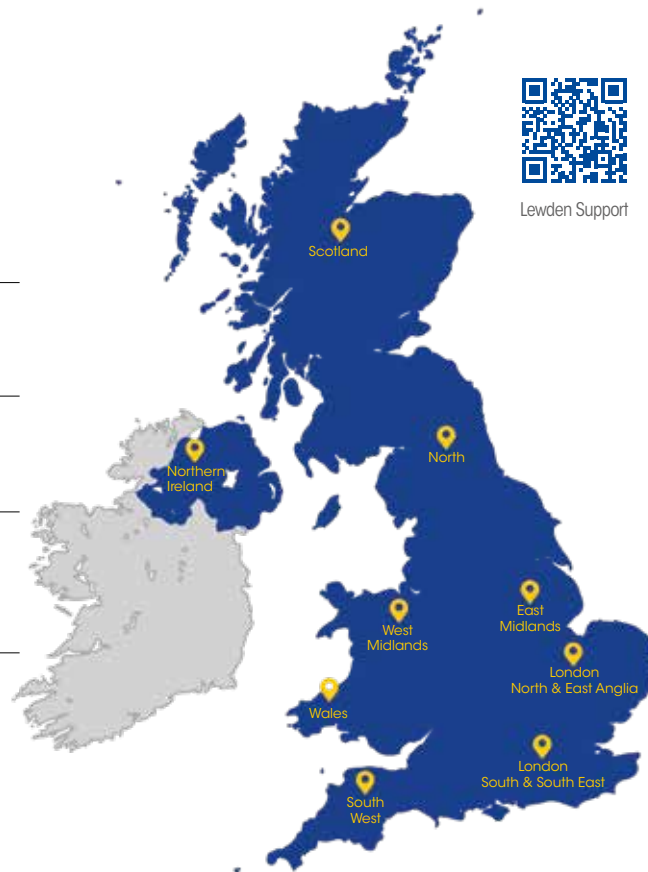 Lewden Support
Scotland
North
Northern
Ireland
East
Midlands
West
Midlands
London
North & East Anglia
Wales
London
South & South East
South
West